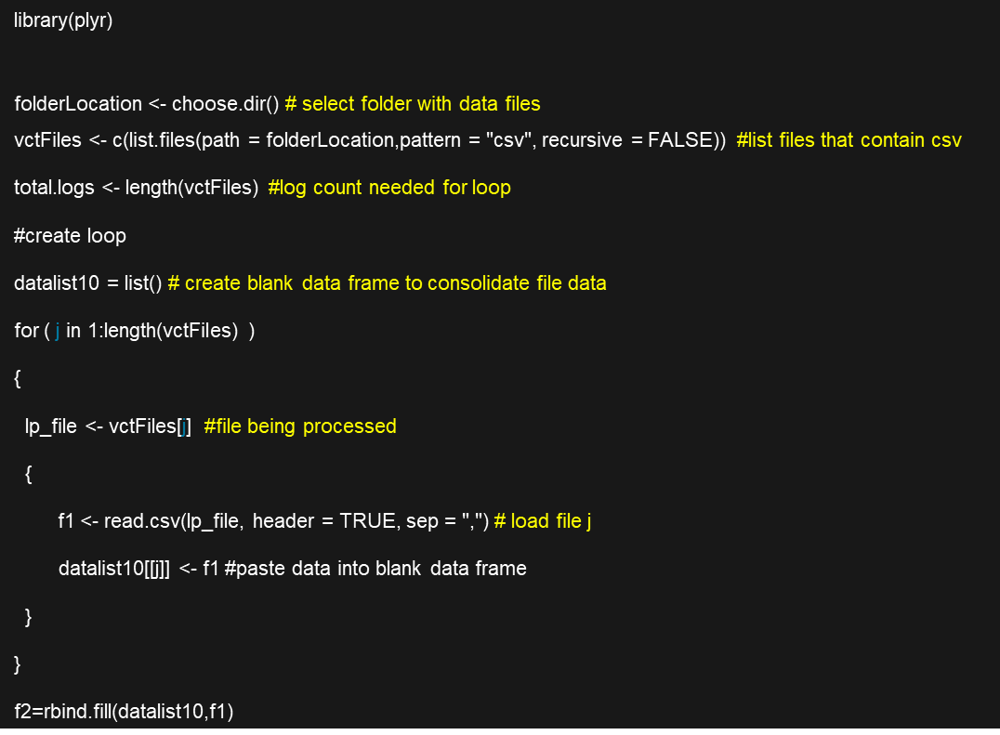 library(plyr)
folderLocation <- choose.dir() # select folder with data files
vctFiles <- c(list.files(path = folderLocation,pattern = "csv", recursive = FALSE))  #list files that contain csv
total.logs <- length(vctFiles)  #log count needed for loop
#create loop
datalist10 = list() # create blank data frame to consolidate file data
for ( j in 1:length(vctFiles)  )
{
lp_file <- vctFiles[j]  #file being processed
{
f1 <- read.csv(lp_file, header = TRUE, sep = ",") # load file j
datalist10[[j]] <- f1 #paste data into blank data frame
}
}
f2=rbind.fill(datalist10,f1)